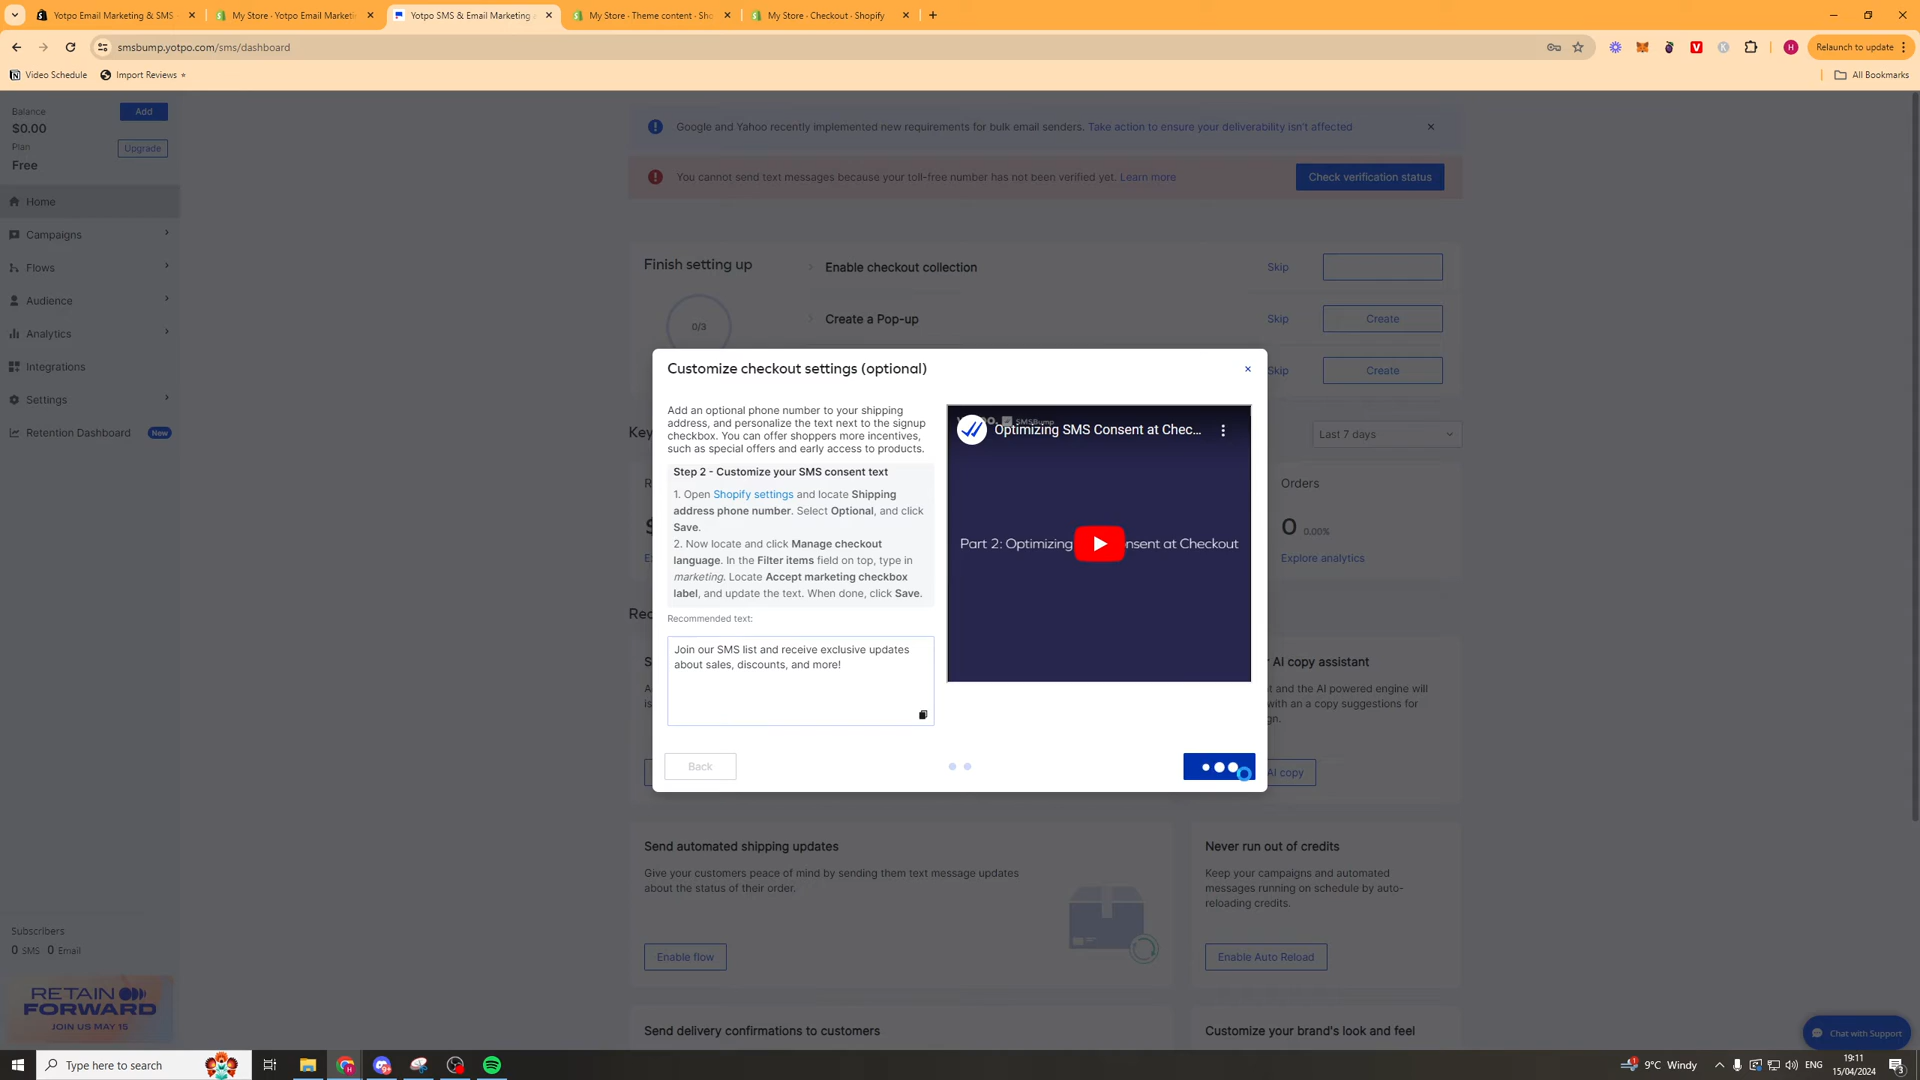 Yotpo Email Marketing & SMS
My Store · Yotpo Email Marketi
Yotpo SMS & Email Marketing
My Store · Theme content · Sho
My Store · Checkout · Shopify
smsbump.yotpo.com/sms/dashboard
Relaunch to update
Video Schedule
Import Reviews
All Bookmarks
Balance
Add
$0.00
Plan
Upgrade
Free
Home
Campaigns
Flows
Audience
Analytics
Integrations
Settings
Retention Dashboard
New
Subscribers
0 SMS 0 Email
RETAIN
FORWARD
JOIN US MAY 15
Google and Yahoo recently implemented new requirements for bulk email senders. Take action to ensure your deliverability isn't affected
You cannot send text messages because your toll-free number has not been verified yet. Learn more
Check verification status
Finish setting up
0/3
Enable checkout collection
Skip
Create a Pop-up
Skip
Create
Skip
Create
Key
Last 7 days
Orders
0 0.00%
Explore analytics
Customize checkout settings (optional)
Add an optional phone number to your shipping
address, and personalize the text next to the signup
checkbox. You can offer shoppers more incentives,
such as special offers and early access to products.
Step 2 - Customize your SMS consent text
1. Open Shopify settings and locate Shipping
address phone number. Select Optional, and click
Save.
2. Now locate and click Manage checkout
language. In the Filter items field on top, type in
marketing. Locate Accept marketing checkbox
label, and update the text. When done, click Save.
Recommended text:
Join our SMS list and receive exclusive updates
about sales, discounts, and more!
Optimizing SMS Consent at Chec...
Part 2: Optimizing nsent at Checkout
Back
AI copy assistant
t and the AI powered engine will
with an a copy suggestions for
gn.
AI copy
Send automated shipping updates
Give your customers peace of mind by sending them text message updates
about the status of their order.
Enable flow
Never run out of credits
Keep your campaigns and automated
messages running on schedule by auto-
reloading credits.
Enable Auto Reload
Send delivery confirmations to customers
Customize your brand's look and feel
Chat with Support
Type here to search
9°C Windy
ENG
19:11
15/04/2024